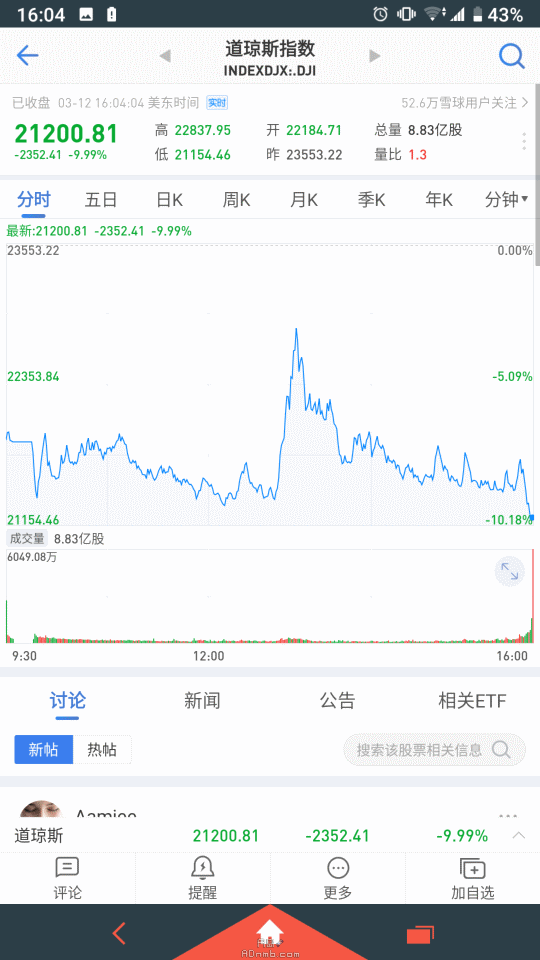 16:04 43%
道琼斯指数
INDEXDJX:.DJI
已收盘 03-12 16:04:04 美东时间 实时 52.6万雪球用户关注
21200.81 高 22837.95 开 22184.71 总量 8.83亿股
-2352.41 -9.99% 低 21154.46 昨 23553.22 量比 1.3
分时 五日 日K 周K 月K 季K 年K 分钟
最新:21200.81 -2352.41 -9.99%
23553.22 0.00%
22353.84 -5.09%
21154.46 -10.18%
成交量 8.83亿股
6049.08万
9:30 12:00 16:00
讨论 新闻 公告 相关ETF
新帖 热帖 搜索该股票相关信息
道琼斯 21200.81 -2352.41 -9.99%
评论 提醒 更多 加自选
ADnmb.com